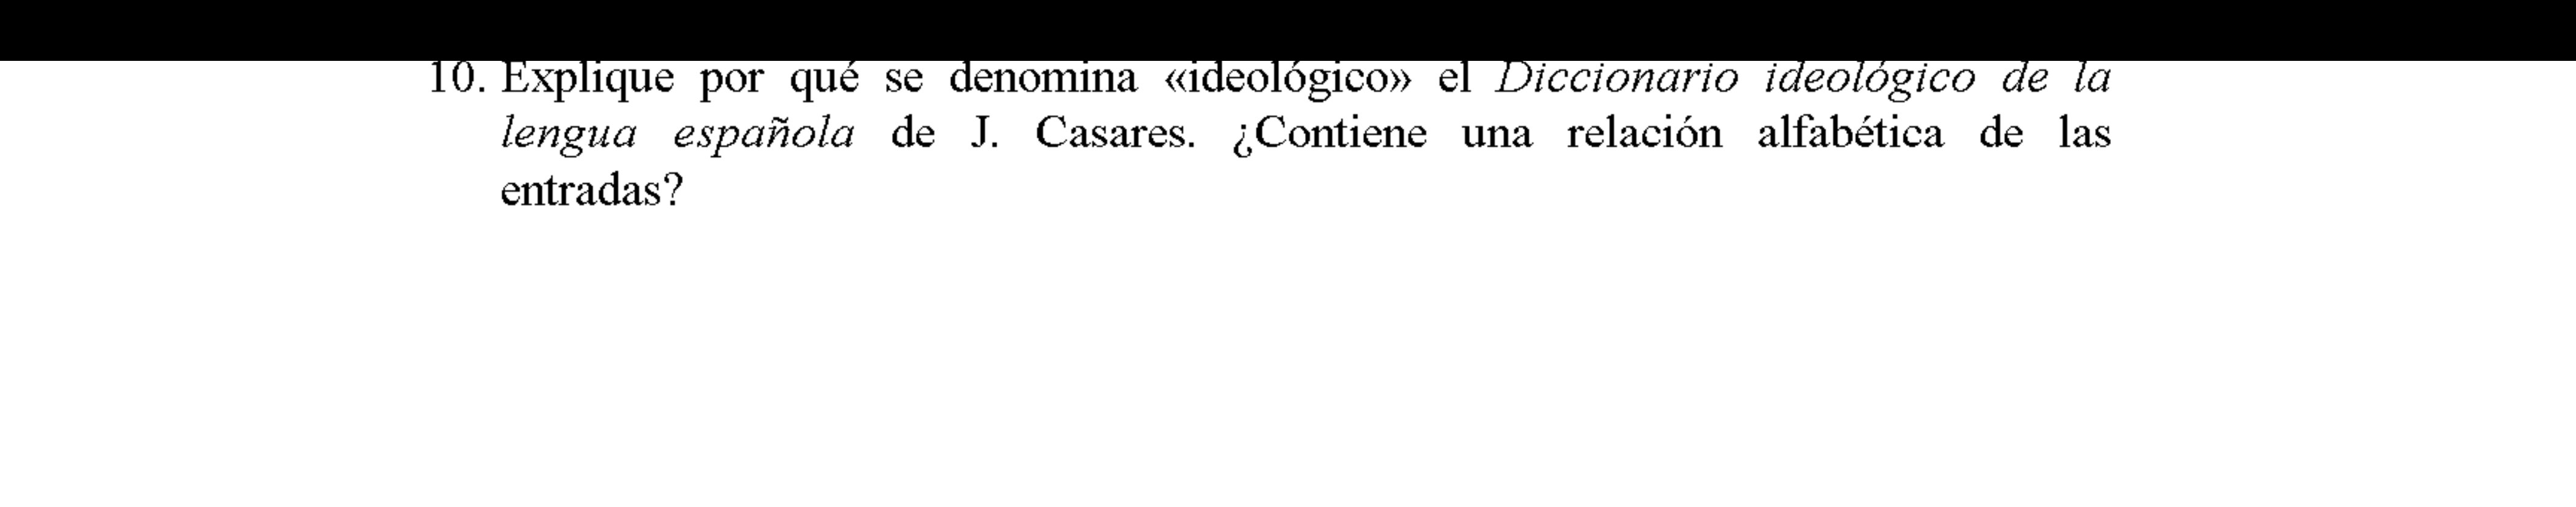 10. Explique por qué se denomina «ideológico» el Diccionario ideológico de la
lengua española de J. Casares. ¿Contiene una relación alfabética de las
entradas?